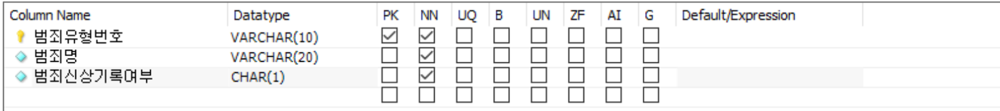 Column Name Datatype PK NN UQ B UN ZF AI G Default/Expression
범죄유형번호 VARCHAR(10)
범죄명 VARCHAR(20)
범죄신상기록여부 CHAR(1)